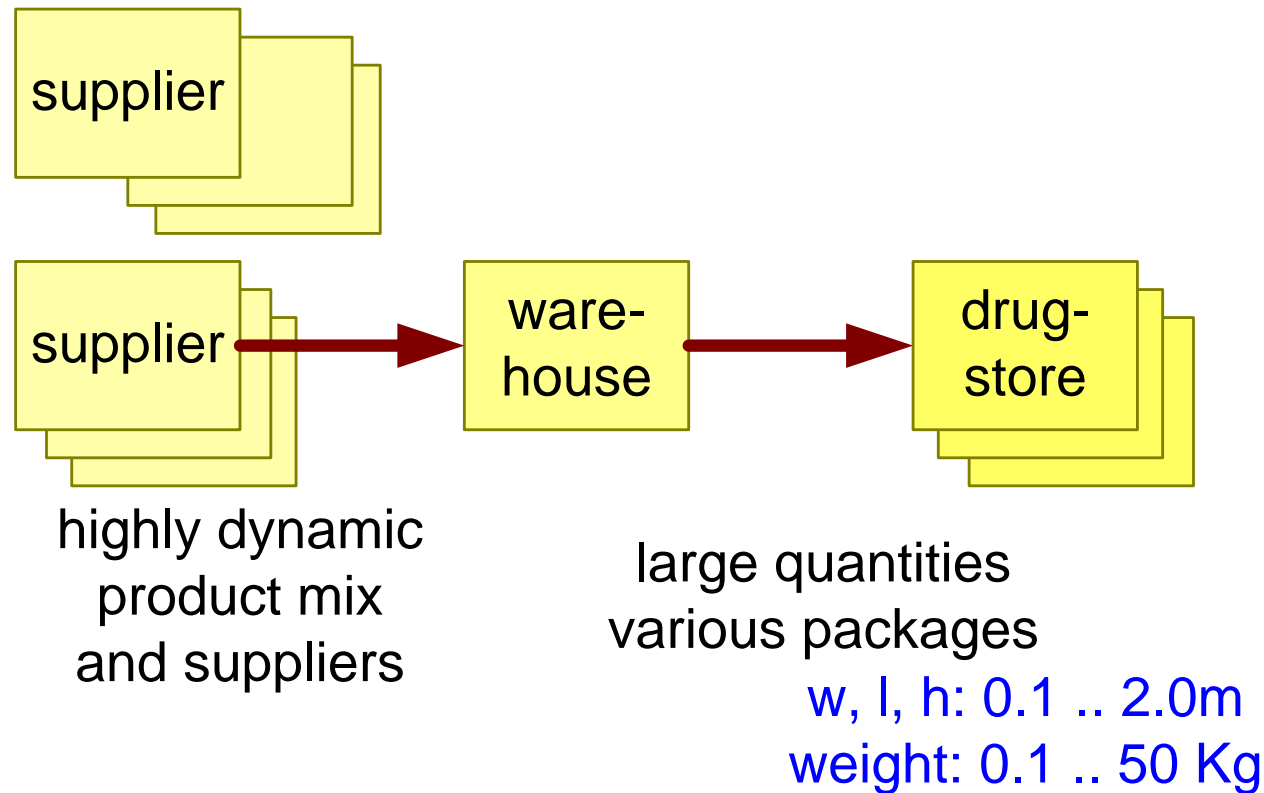 supplier
supplier
ware-
house
drug-
store
highly dynamic
product mix
and suppliers
large quantities
various packages
w, l, h: 0.1 .. 2.0m
weight: 0.1 .. 50 Kg